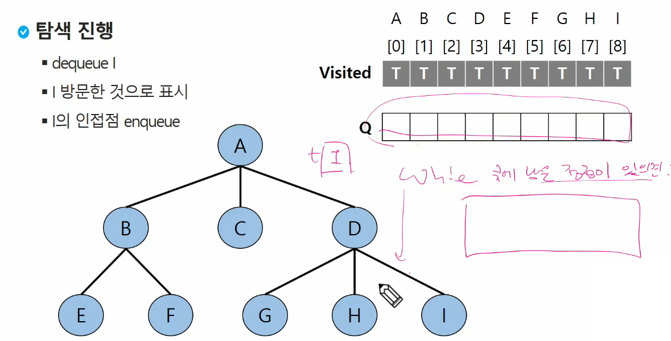 탐색 진행
dequeue I
I 방문한 것으로 표시
I의 인접점 enqueue
A B C D E F G H I
[0] [1] [2] [3] [4] [5] [6] [7] [8]
Visited T T T T T T T T T
Q
t I
While 큐에 남은 정점이 있으면
A
B C D
E F G H I